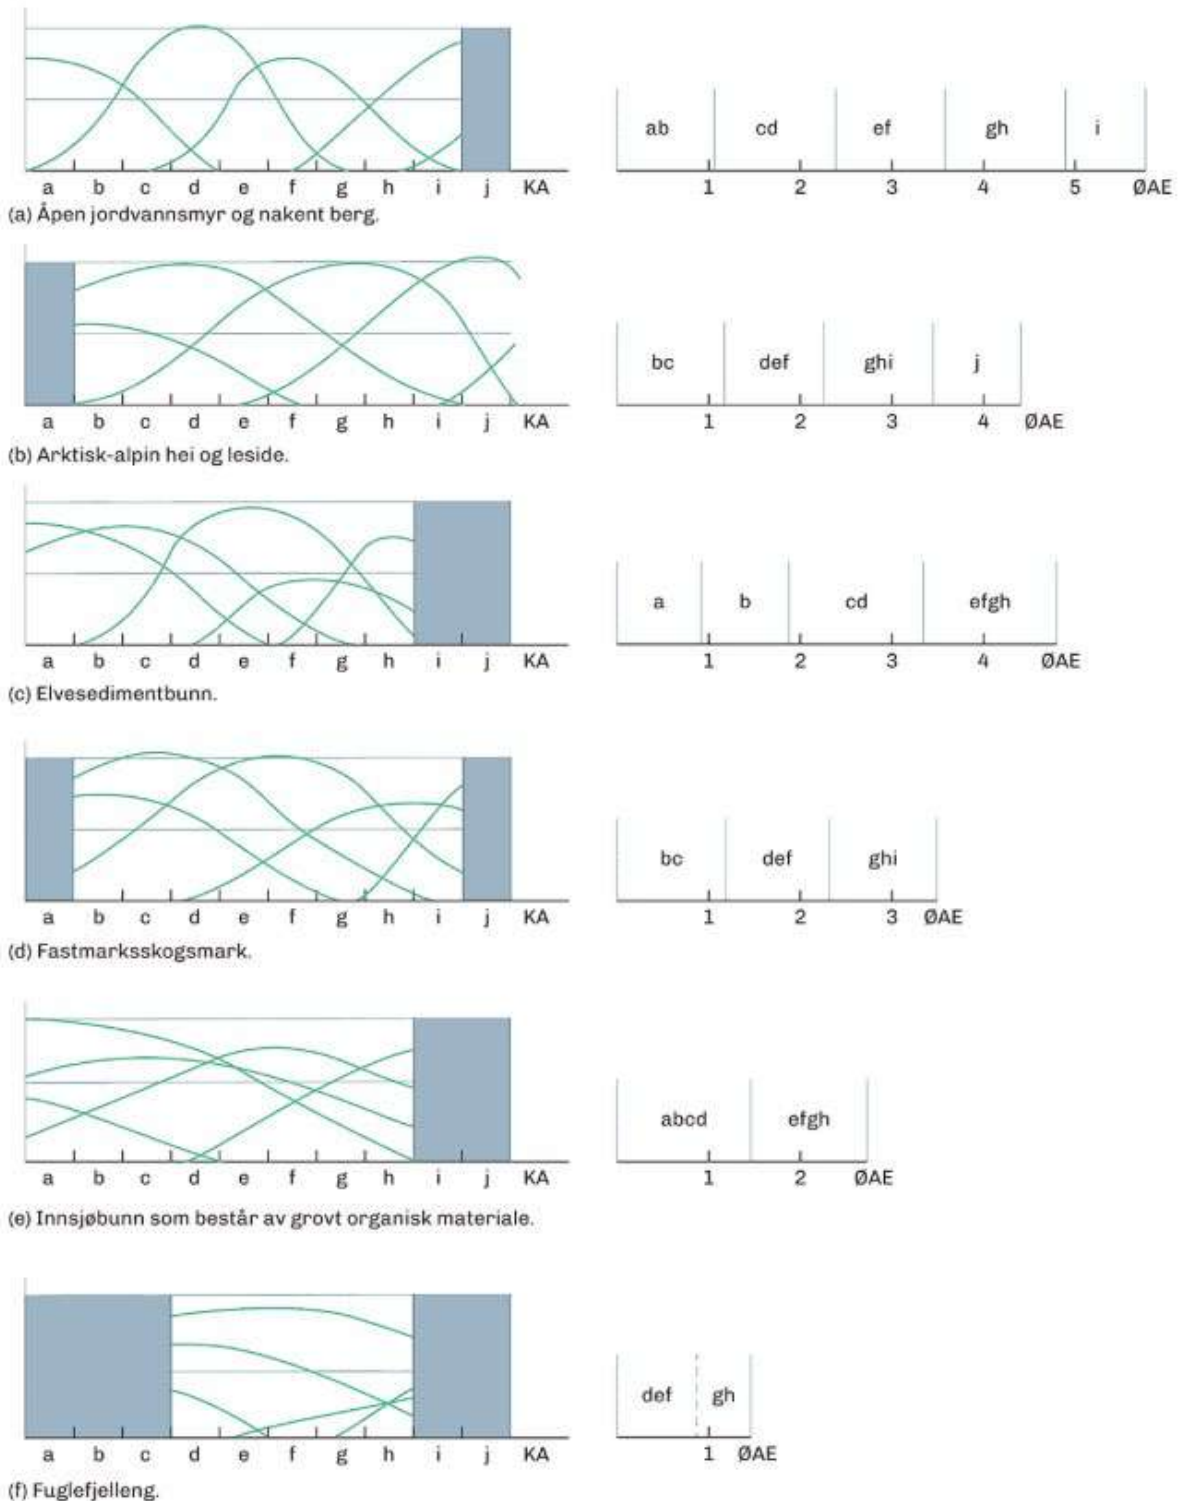 ab cd ef gh i
a b c d e f g h i j KA 1 2 3 4 5 ØAE
(a) Åpen jordvannsmyr og nakent berg.
bc def ghi j
a b c d e f g h i j KA 1 2 3 4 ØAE
(b) Arktisk-alpin hei og leside.
a b cd efgh
a b c d e f g h i j KA 1 2 3 4 ØAE
(c) Elvesedimentbunn.
bc def ghi
a b c d e f g h i j KA 1 2 3 ØAE
(d) Fastmarksskogsmark.
abcd efgh
a b c d e f g h i j KA 1 2 ØAE
(e) Innsjøbunn som består av grovt organisk materiale.
def gh
a b c d e f g h i j KA 1 ØAE
(f) Fuglefjelleng.